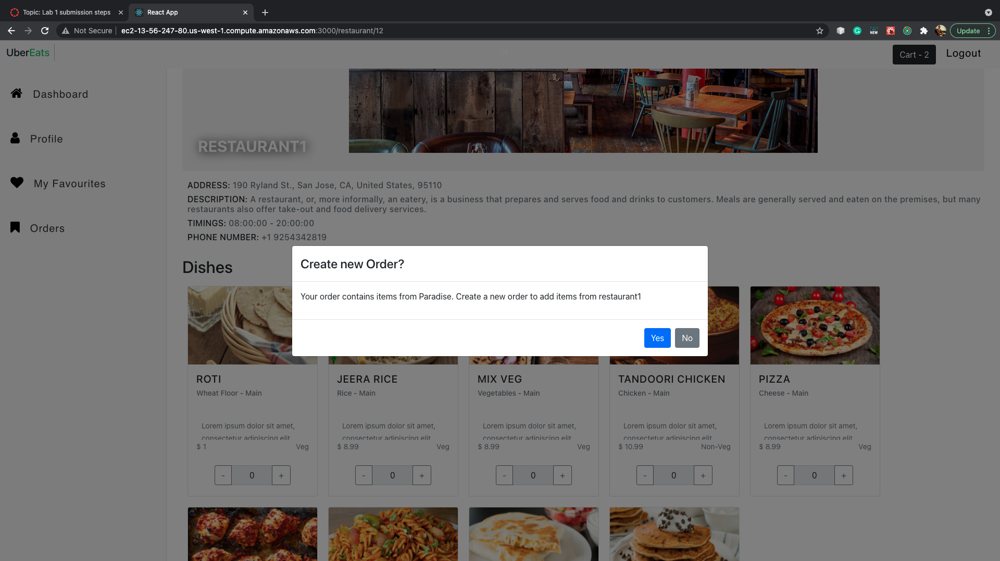 Topic: Lab 1 submission steps
React App
Not Secure
ec2-13-56-247-80.us-west-1.compute.amazonaws.com:3000/restaurant/12
NEW
Update
UberEats
Cart - 2
Logout
Dashboard
Profile
My Favourites
Orders
RESTAURANT1
ADDRESS: 190 Ryland St., San Jose, CA, United States, 95110
DESCRIPTION: A restaurant, or, more informally, an eatery, is a business that prepares and serves food and drinks to customers. Meals are generally served and eaten on the premises, but many
restaurants also offer take-out and food delivery services.
TIMINGS: 08:00:00 - 20:00:00
PHONE NUMBER: +1 9254342819
Dishes
Create new Order?
Your order contains items from Paradise. Create a new order to add items from restaurant1
Yes
No
ROTI
Wheat Floor - Main
Lorem ipsum dolor sit amet,
consectetur adipiscing elit
$ 1
Veg
- 0 +
JEERA RICE
Rice - Main
Lorem ipsum dolor sit amet,
consectetur adipiscing elit
$ 8.99
Veg
- 0 +
MIX VEG
Vegetables - Main
Lorem ipsum dolor sit amet,
consectetur adipiscing elit
$ 8.99
Veg
- 0 +
TANDOORI CHICKEN
Chicken - Main
Lorem ipsum dolor sit amet,
consectetur adipiscing elit
$ 10.99
Non-Veg
- 0 +
PIZZA
Cheese - Main
Lorem ipsum dolor sit amet,
consectetur adipiscing elit
$ 8.99
Veg
- 0 +